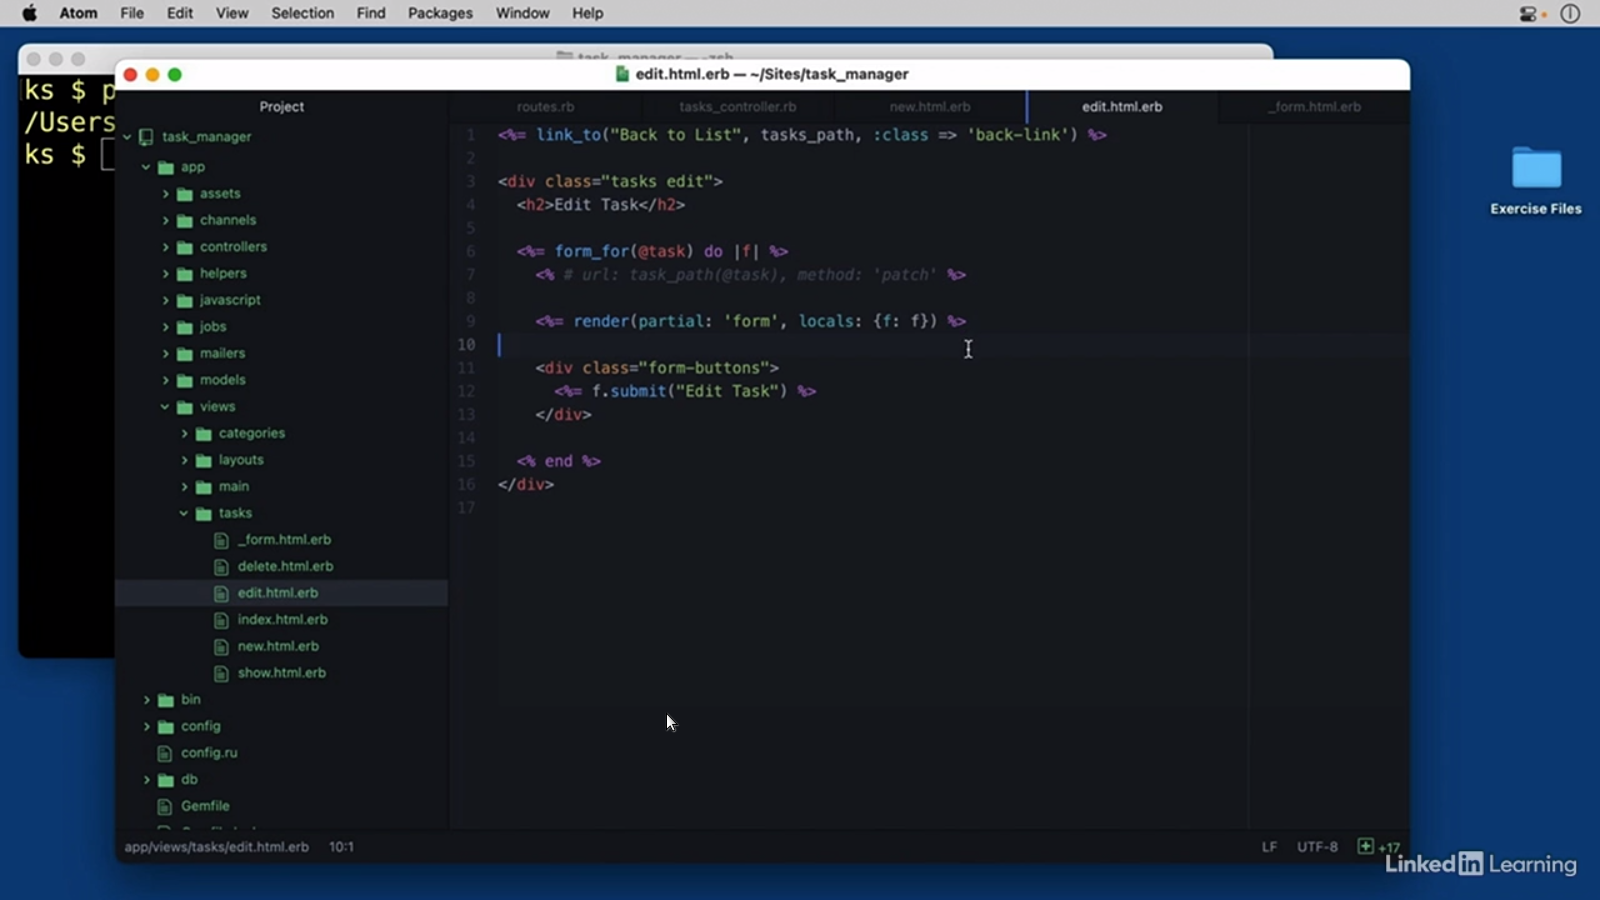 Atom File Edit View Selection Find Packages Window Help
ks $ p
/Users
ks $
edit.html.erb — ~/Sites/task_manager
Project
routes.rb tasks_controller.rb new.html.erb edit.html.erb _form.html.erb
task_manager
app
assets
channels
controllers
helpers
javascript
jobs
mailers
models
views
categories
layouts
main
tasks
_form.html.erb
delete.html.erb
edit.html.erb
index.html.erb
new.html.erb
show.html.erb
bin
config
config.ru
db
Gemfile
1 <%= link_to("Back to List", tasks_path, :class => 'back-link') %>
2
3 <div class="tasks edit">
4 <h2>Edit Task</h2>
5
6 <%= form_for(@task) do |f| %>
7 <% # url: task_path(@task), method: 'patch' %>
8
9 <%= render(partial: 'form', locals: {f: f}) %>
10
11 <div class="form-buttons">
12 <%= f.submit("Edit Task") %>
13 </div>
14
15 <% end %>
16 </div>
17
app/views/tasks/edit.html.erb 10:1
LF UTF-8 +17
Exercise Files
Linked in Learning